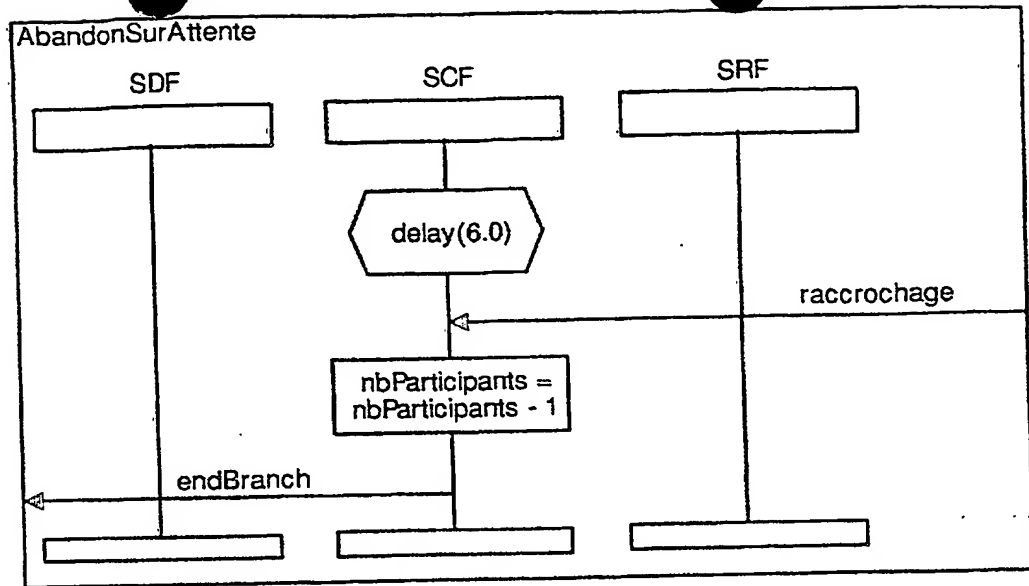 AbandonSurAttente
SDF
SCF
SRF
delay(6.0)
raccrochage
nbParticipants =
nbParticipants - 1
endBranch